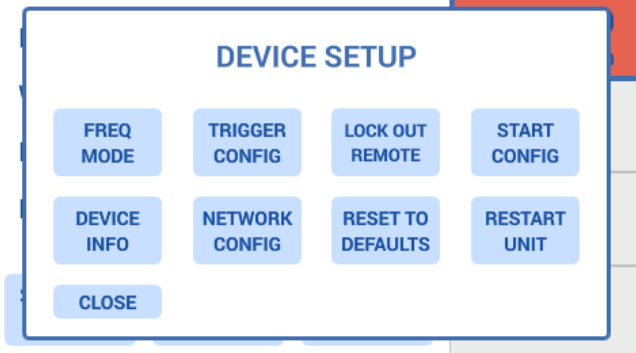 DEVICE SETUP
FREQ
MODE
TRIGGER
CONFIG
LOCK OUT
REMOTE
START
CONFIG
DEVICE
INFO
NETWORK
CONFIG
RESET TO
DEFAULTS
RESTART
UNIT
CLOSE